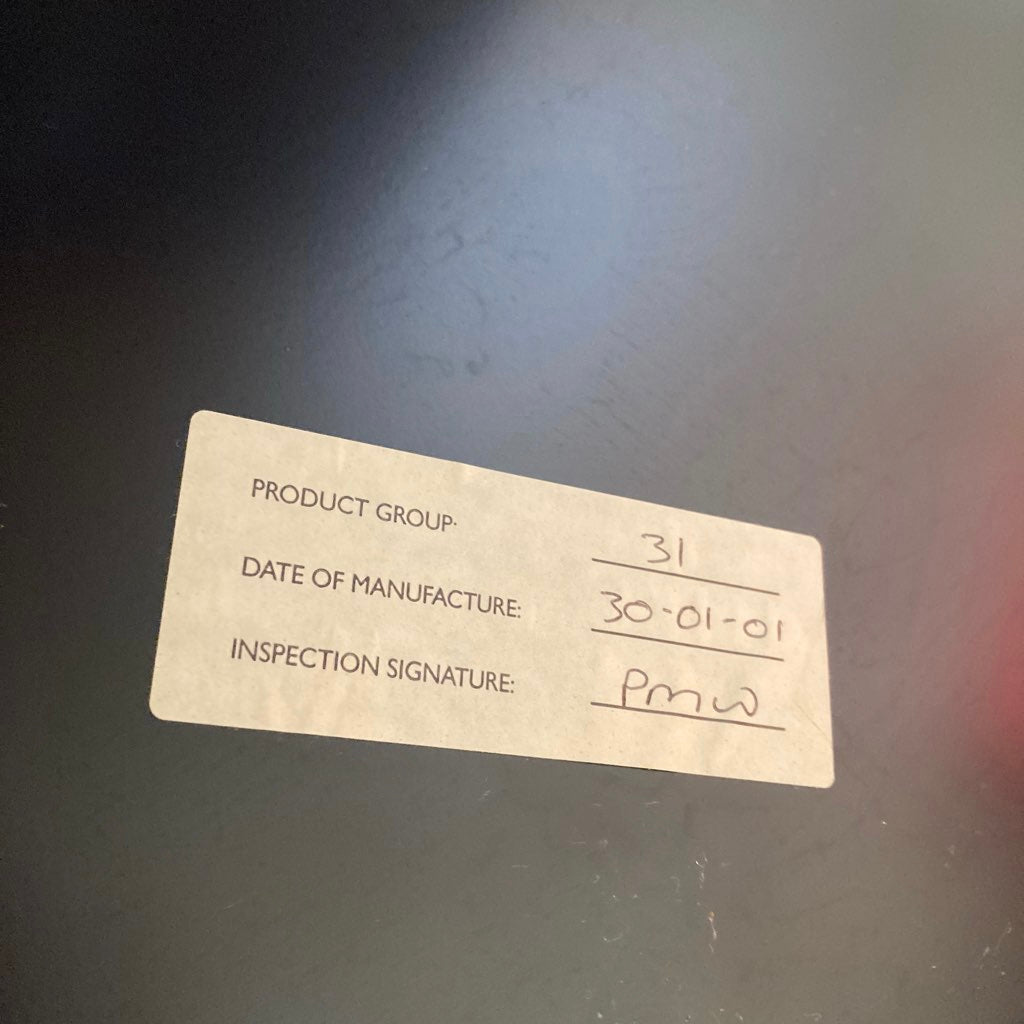 PRODUCT GROUP: 31
DATE OF MANUFACTURE: 30-01-01
INSPECTION SIGNATURE: PMW